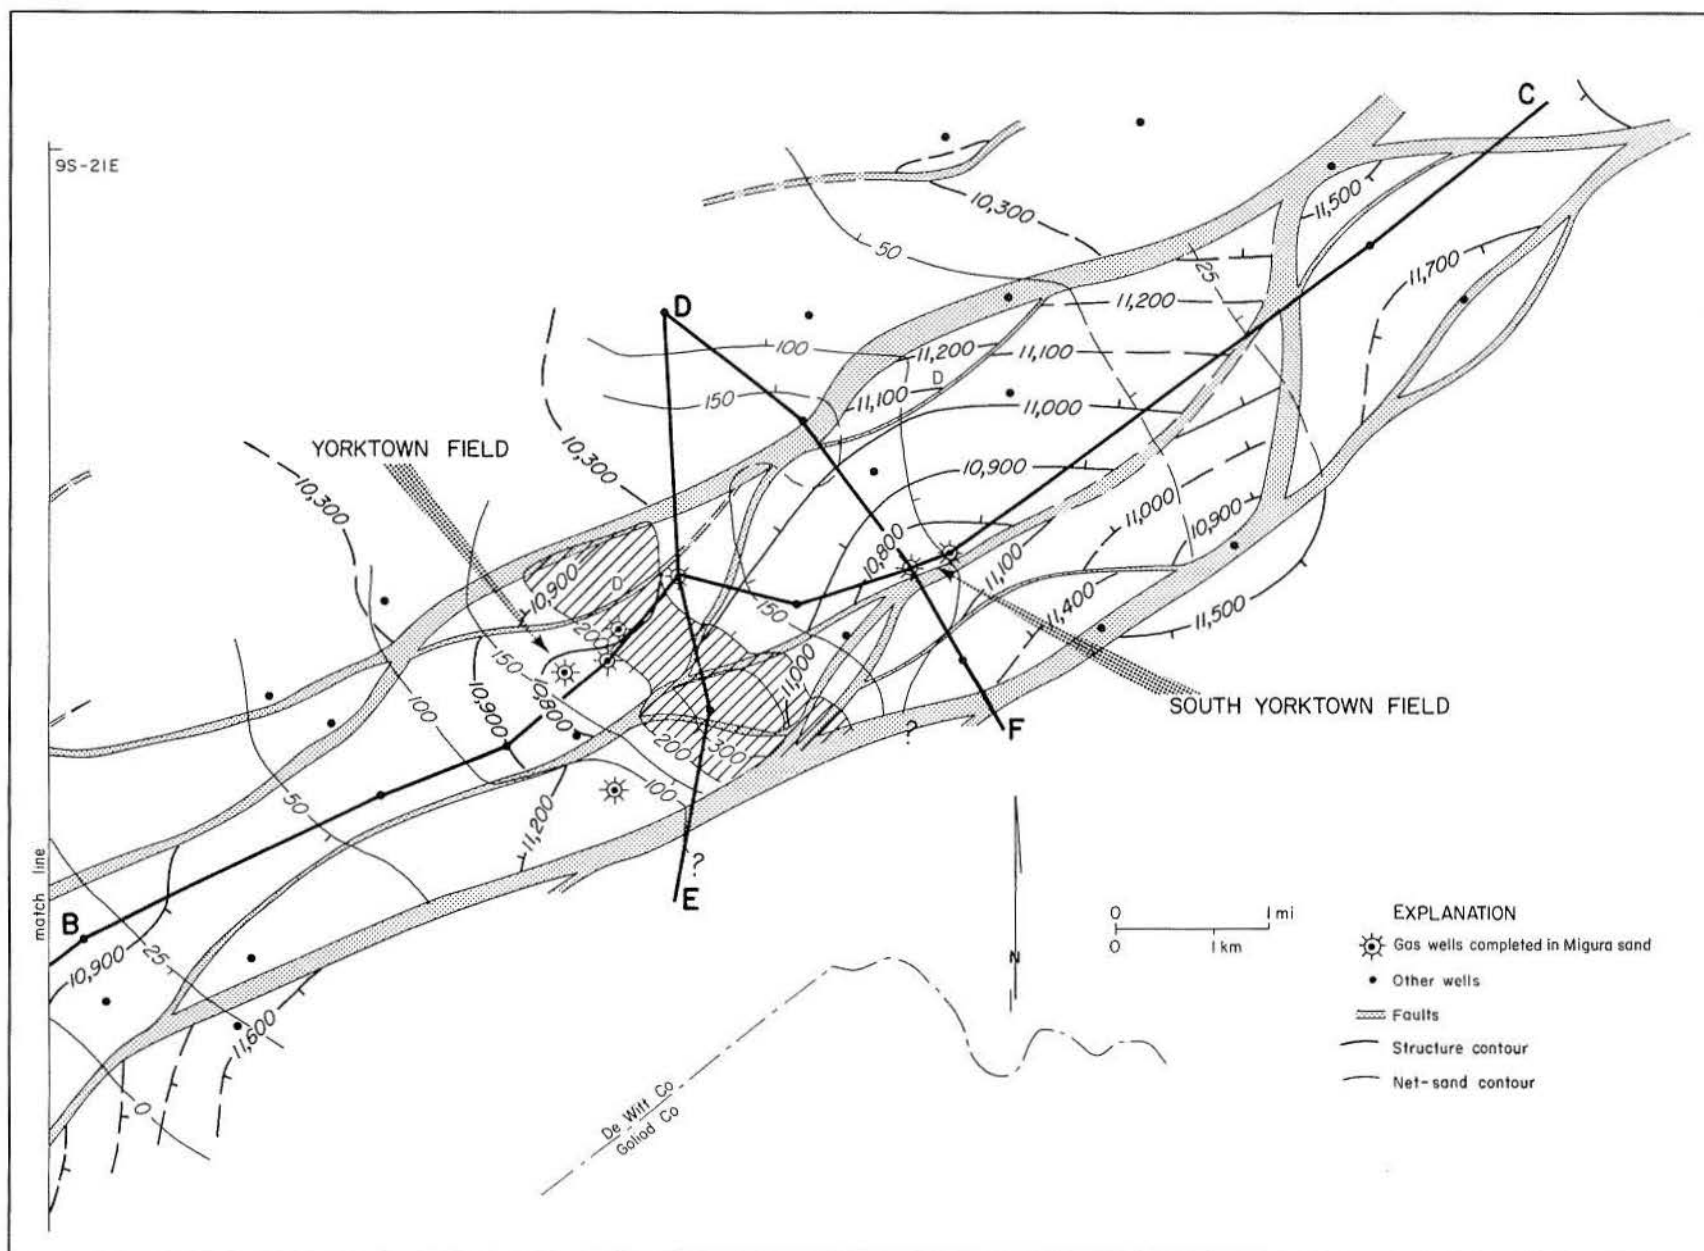 C
9S-21E
11,500
10,300
50
25
11,700
D
11,200
100
11,200
11,100
D
150
11,100
11,000
YORKTOWN FIELD
10,300
10,900
10,300
11,000
10,900
10,800
11,100
10,900
D
150
11,400
200
11,500
150
11,000
10,900
10,800
100
SOUTH YORKTOWN FIELD
?
F
200
300
100
50
11,200
?
match line
E
B
0 1 mi
0 1 km
EXPLANATION
Gas wells completed in Migura sand
Other wells
Faults
Structure contour
Net-sand contour
N
10,900
25
11,600
0
De Witt Co
Goliad Co